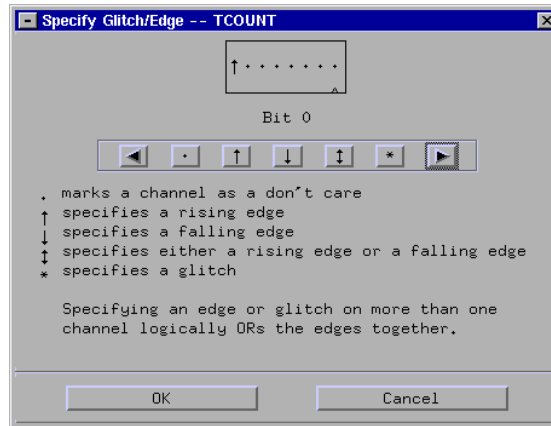 Specify Glitch/Edge -- TCOUNT
↑.......
Bit 0
. ↑ ↓ ↕ *
. marks a channel as a don't care
↑ specifies a rising edge
↓ specifies a falling edge
↕ specifies either a rising edge or a falling edge
* specifies a glitch
Specifying an edge or glitch on more than one
channel logically ORs the edges together.
OK Cancel